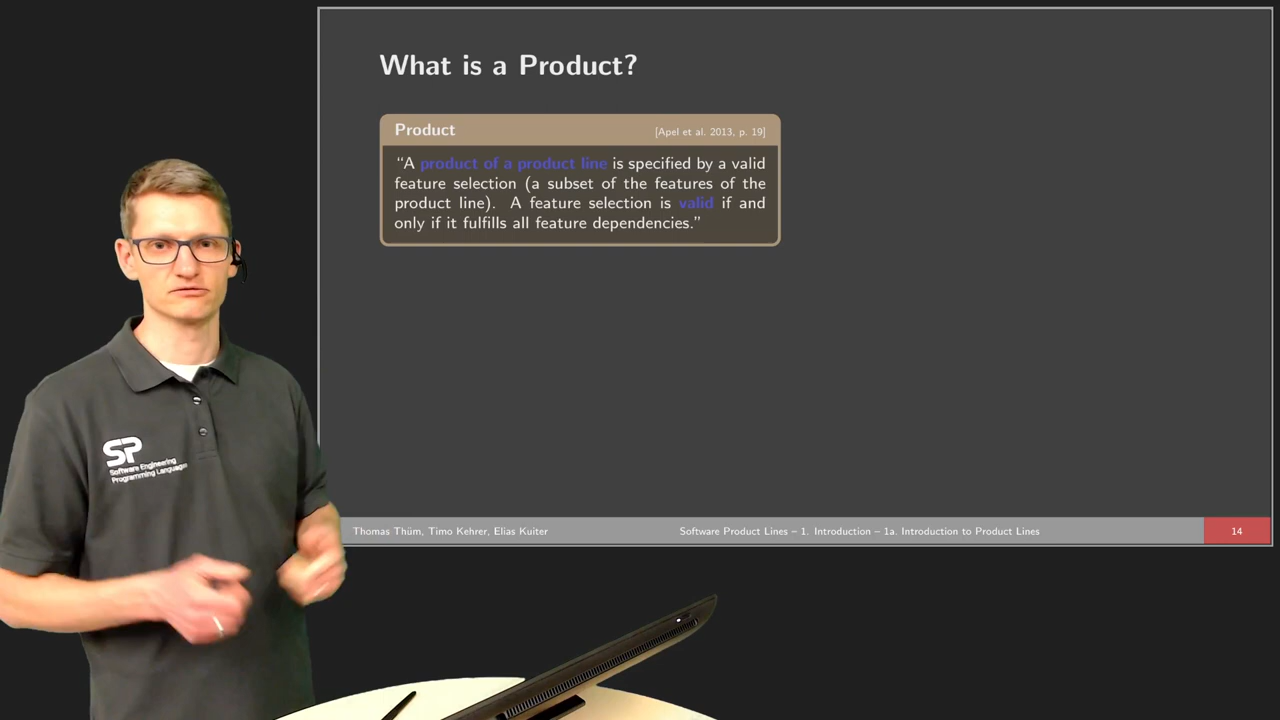 What is a Product?
Product [Apel et al. 2013, p. 19]
“A product of a product line is specified by a valid
feature selection (a subset of the features of the
product line). A feature selection is valid if and
only if it fulfills all feature dependencies.”
SP
Software Engineering
Programming Languages
Thomas Thüm, Timo Kehrer, Elias Kuiter Software Product Lines – 1. Introduction – 1a. Introduction to Product Lines 14